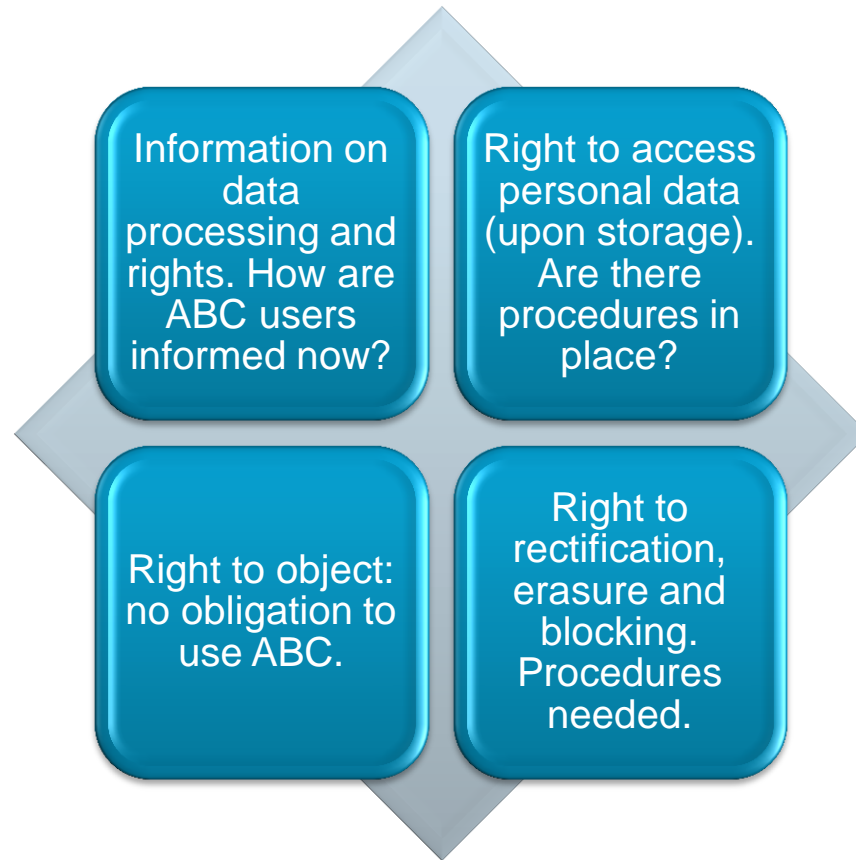 Information on
data
processing and
rights. How are
ABC users
informed now?
Right to access
personal data
(upon storage).
Are there
procedures in
place?
Right to object:
no obligation to
use ABC.
Right to
rectification,
erasure and
blocking.
Procedures
needed.